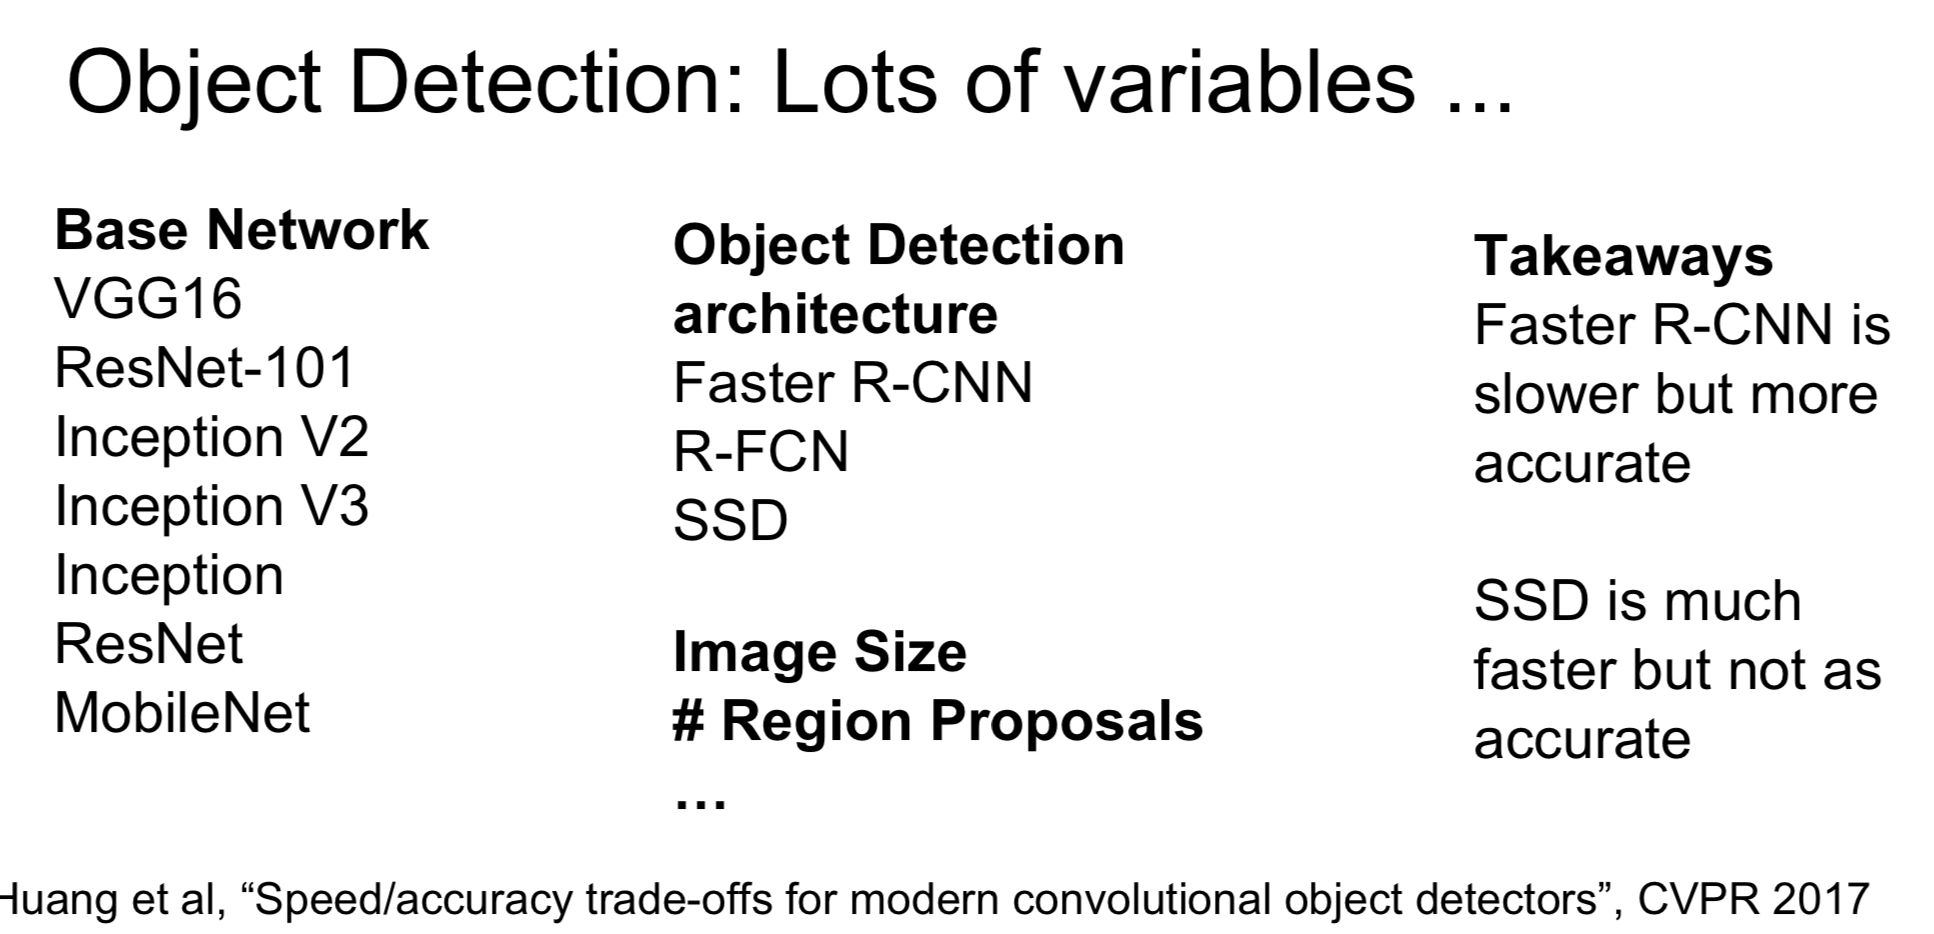 Object Detection: Lots of variables ...
Base Network
VGG16
ResNet-101
Inception V2
Inception V3
Inception
ResNet
MobileNet
Object Detection
architecture
Faster R-CNN
R-FCN
SSD
Image Size
# Region Proposals
…
Takeaways
Faster R-CNN is
slower but more
accurate
SSD is much
faster but not as
accurate
Huang et al, “Speed/accuracy trade-offs for modern convolutional object detectors”, CVPR 2017